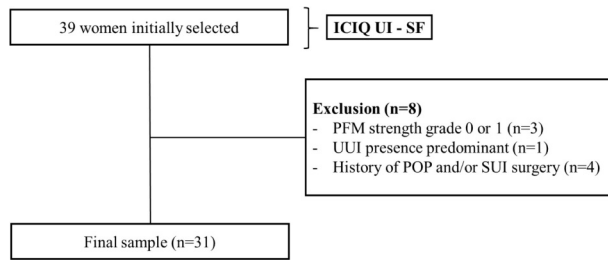 39 women initially selected
ICIQ UI - SF
Exclusion (n=8)
- PFM strength grade 0 or 1 (n=3)
- UUI presence predominant (n=1)
- History of POP and/or SUI surgery (n=4)
Final sample (n=31)